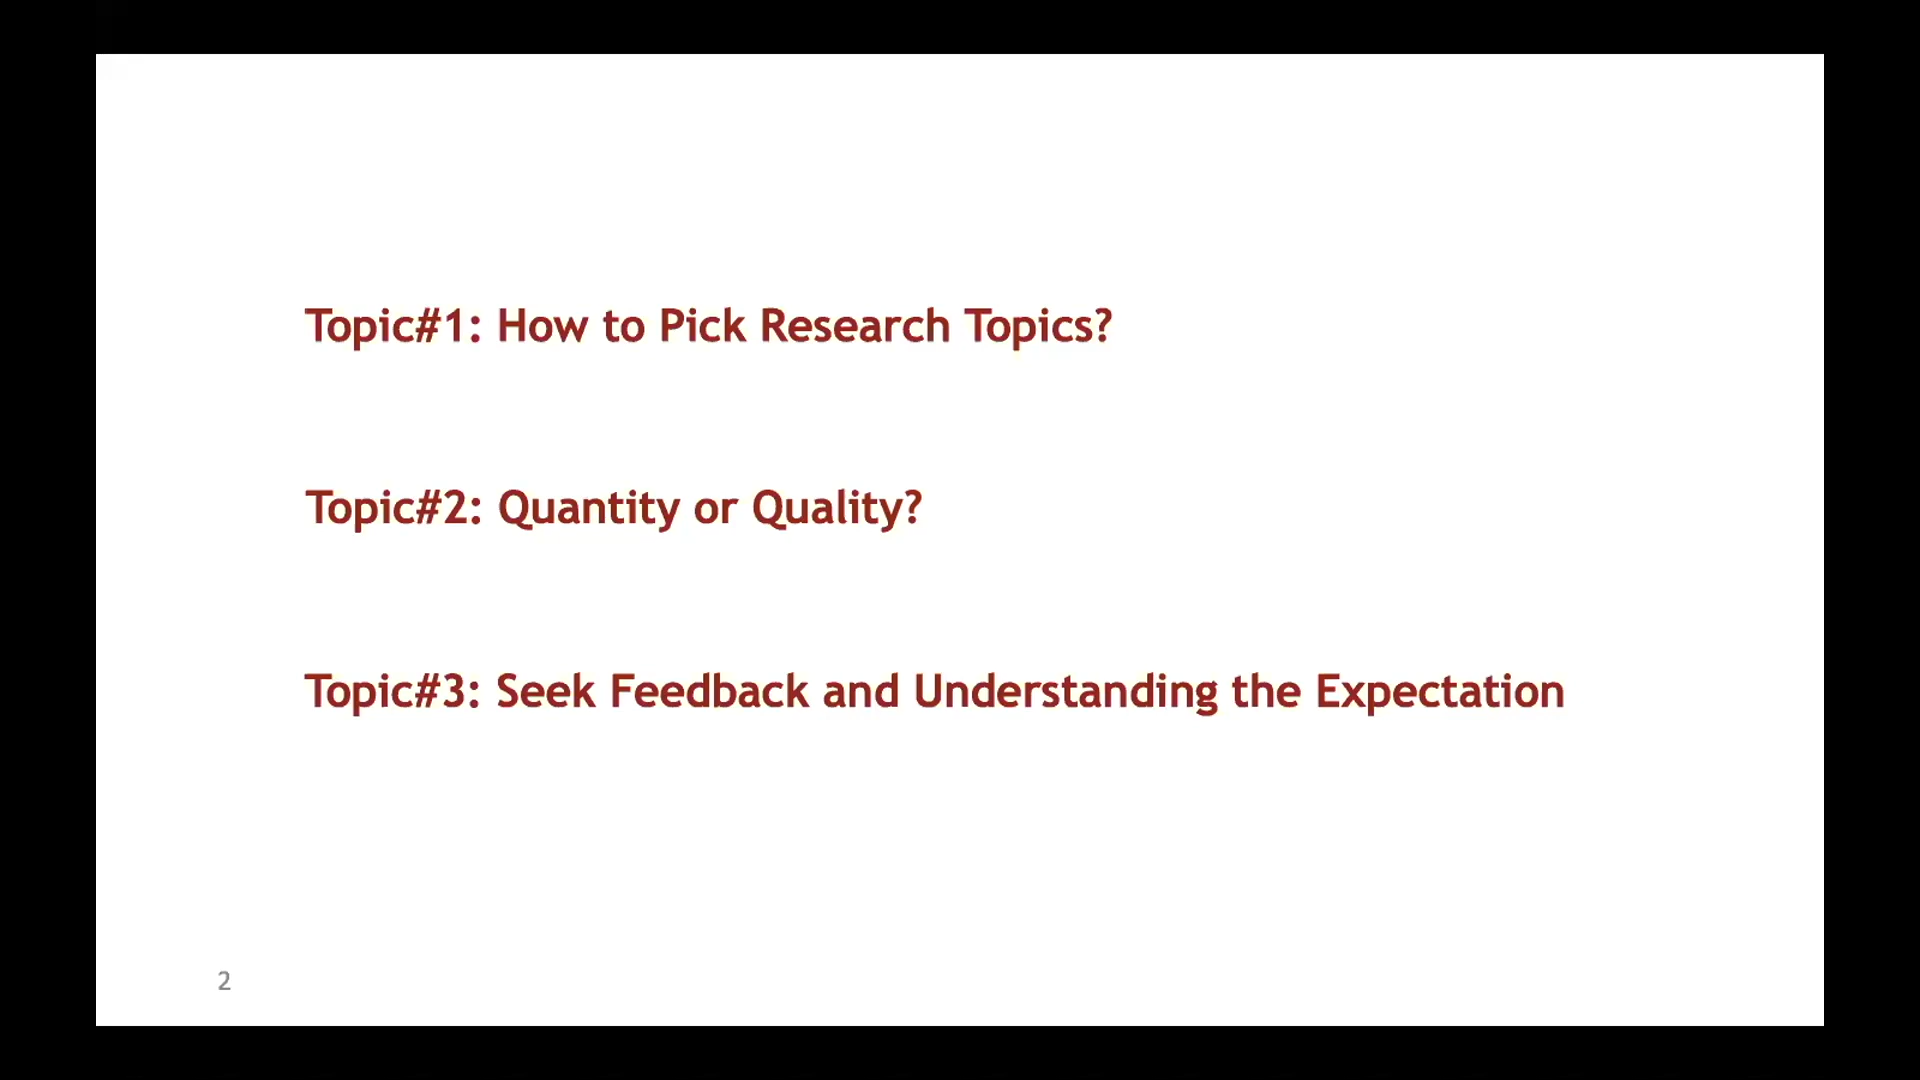 Topic#1: How to Pick Research Topics?
Topic#2: Quantity or Quality?
Topic#3: Seek Feedback and Understanding the Expectation
2